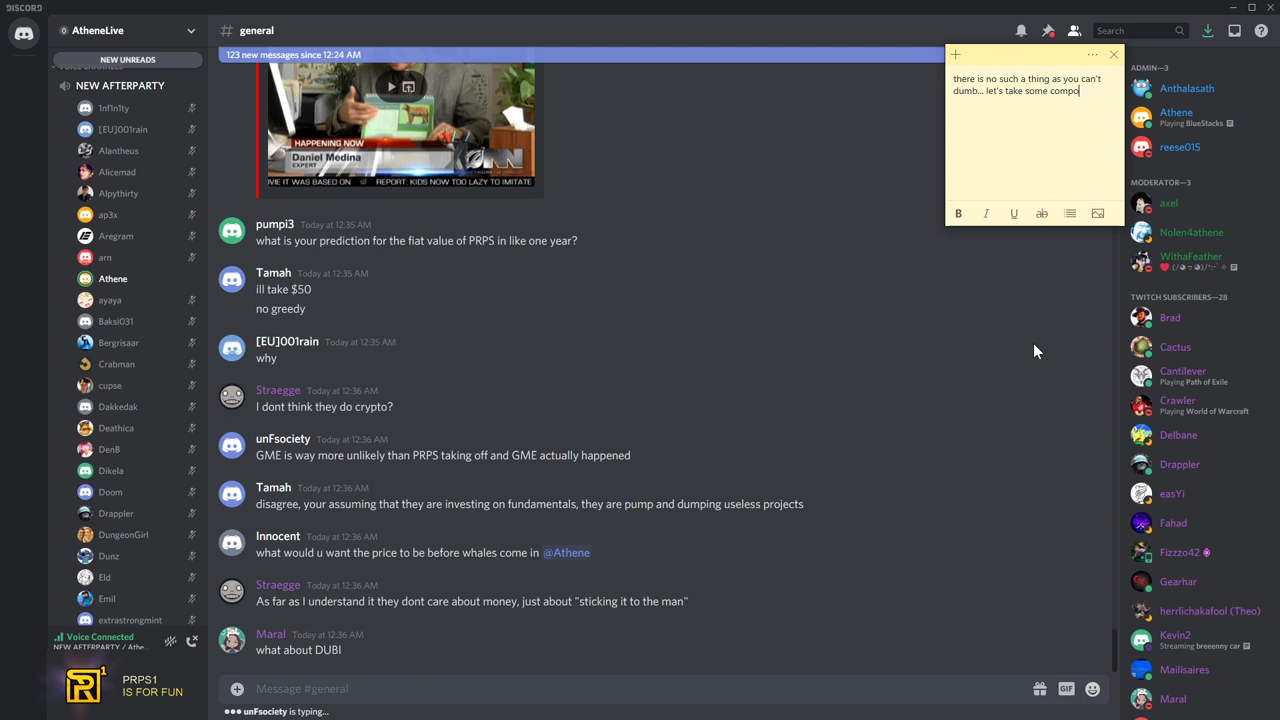 DISCORD
AtheneLive
# general
Search
NEW UNREADS
NEW AFTERPARTY
1nf1n1ty
[EU]001rain
Alantheus
Alicemad
Alpythirty
ap3x
Aregram
arn
Athene
ayaya
Baksi031
Bergrisaar
Crabman
cupse
Dakkedak
Deathica
DenB
Dikela
Doom
Drappler
DungeonGirl
Dunz
Eld
Emil
extrastrongmint
Voice Connected
NEW AFTERPARTY / Athe...
PRPS1
IS FOR FUN
123 new messages since 12:24 AM
HAPPENING NOW
Daniel Medina
EXPERT
ONN
OVIE IT WAS BASED ON of REPORT: KIDS NOW TOO LAZY TO IMITATE
pumpi3 Today at 12:35 AM
what is your prediction for the fiat value of PRPS in like one year?
Tamah Today at 12:35 AM
ill take $50
no greedy
[EU]001rain Today at 12:35 AM
why
Straegge Today at 12:36 AM
I dont think they do crypto?
unFsociety Today at 12:36 AM
GME is way more unlikely than PRPS taking off and GME actually happened
Tamah Today at 12:36 AM
disagree, your assuming that they are investing on fundamentals, they are pump and dumping useless projects
Innocent Today at 12:36 AM
what would u want the price to be before whales come in @Athene
Straegge Today at 12:36 AM
As far as I understand it they dont care about money, just about "sticking it to the man"
Maral Today at 12:36 AM
what about DUBI
Message #general
GIF
unFsociety is typing...
there is no such a thing as you can't
dumb... let's take some compo
B I U ab
ADMIN—3
Anthalasath
Athene
Playing BlueStacks
reese015
MODERATOR—3
axel
Nolen4athene
WithaFeather
TWITCH SUBSCRIBERS—28
Brad
Cactus
Cantilever
Playing Path of Exile
Crawler
Playing World of Warcraft
Delbane
Drappler
easYi
Fahad
Fizzzo42
Gearhar
herrlichakafool (Theo)
Kevin2
Streaming breeenny car
Mailisaires
Maral